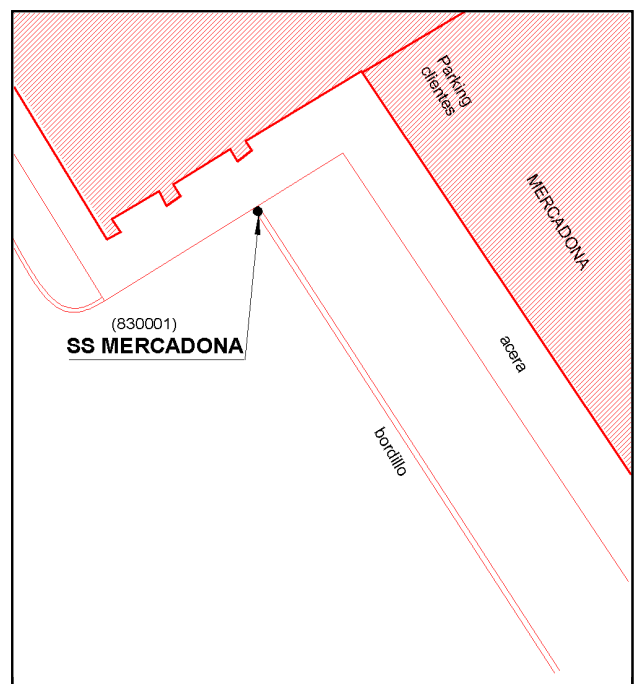 Parking
clientes
MERCADONA
(830001)
SS MERCADONA
acera
bordillo